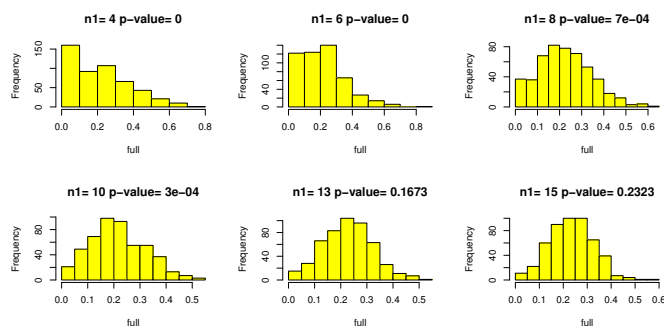 n1= 4 p-value= 0
Frequency
0 50 150
0.0 0.2 0.4 0.6 0.8
full
n1= 6 p-value= 0
Frequency
0 40 100
0.0 0.2 0.4 0.6 0.8
full
n1= 8 p-value= 7e-04
Frequency
0 40 80
0.0 0.1 0.2 0.3 0.4 0.5 0.6
full
n1= 10 p-value= 3e-04
Frequency
0 40 80
0.0 0.1 0.2 0.3 0.4 0.5
full
n1= 13 p-value= 0.1673
Frequency
0 40 80
0.0 0.1 0.2 0.3 0.4 0.5
full
n1= 15 p-value= 0.2323
Frequency
0 40 80
0.0 0.1 0.2 0.3 0.4 0.5 0.6
full